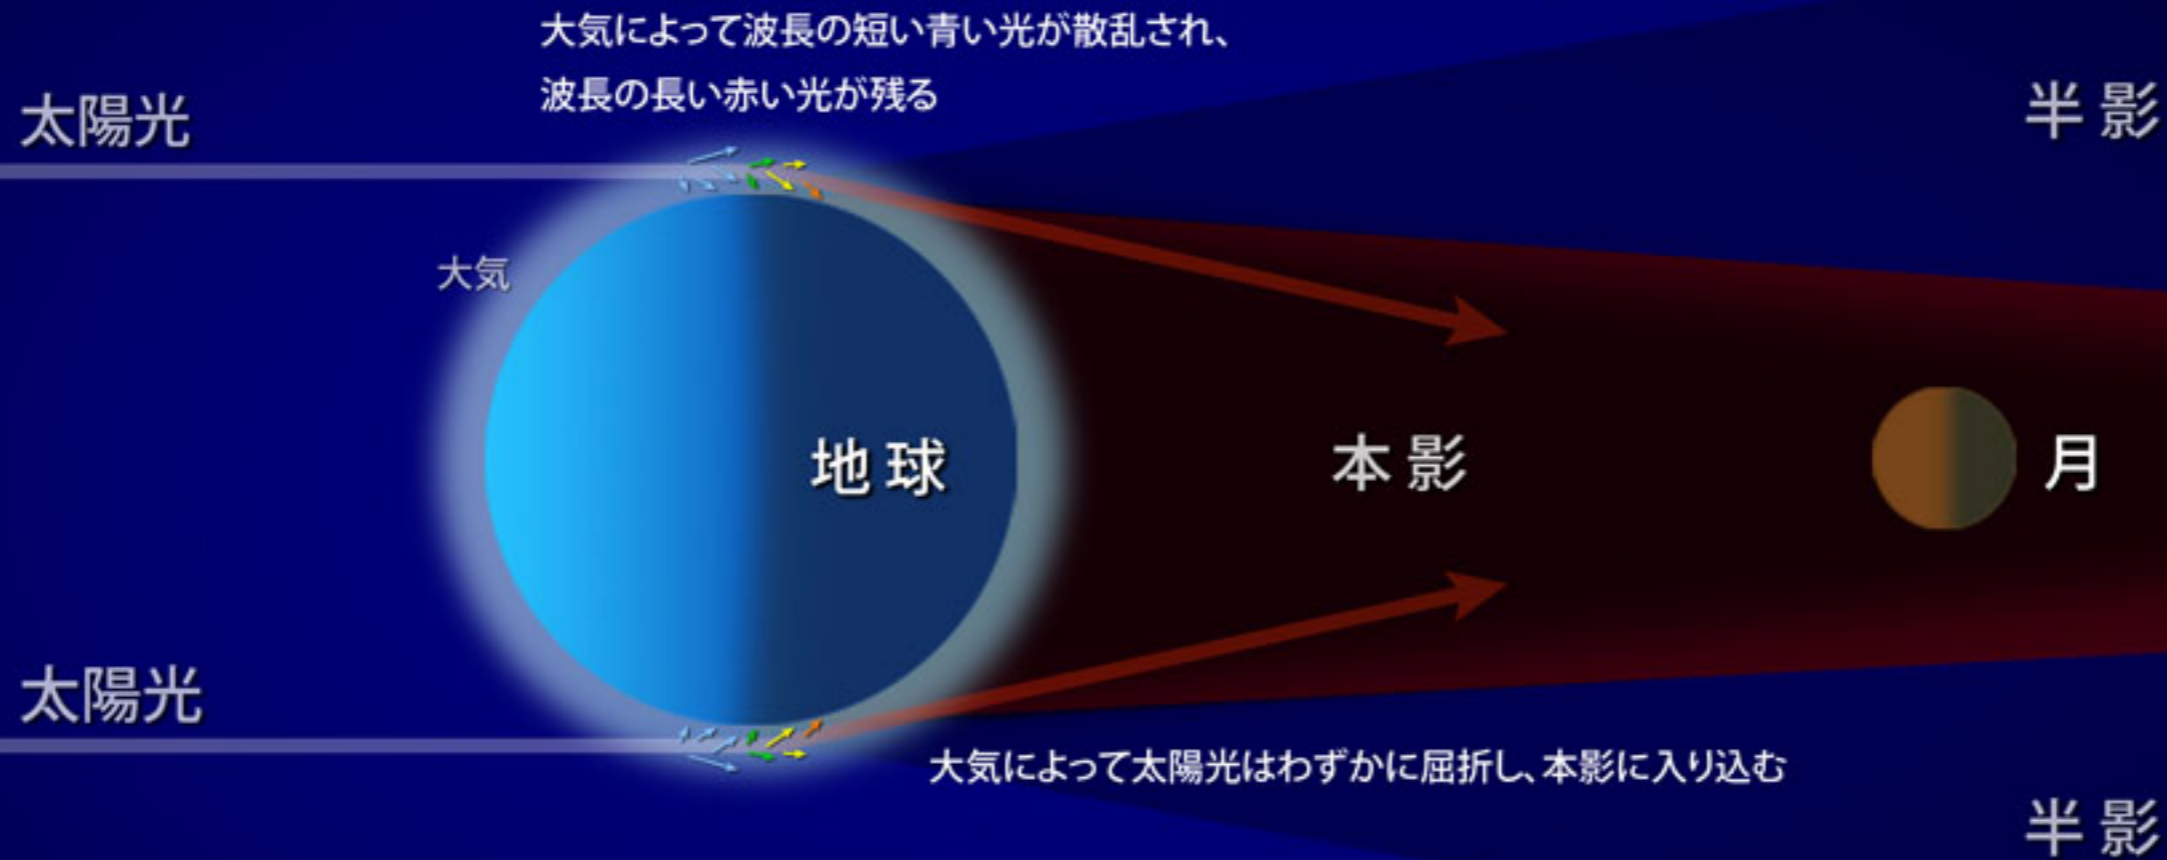 大気によって波長の短い青い光が散乱され、
波長の長い赤い光が残る
太陽光
半影
大気
地球
本影
月
太陽光
大気によって太陽光はわずかに屈折し、本影に入り込む
半影